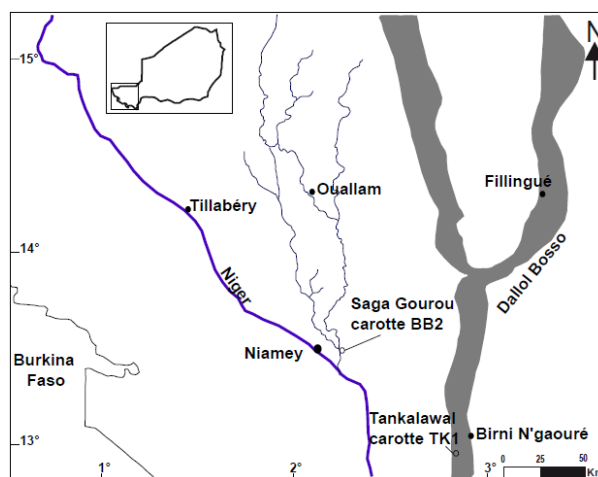 15°
N
Ouallam
Fillingué
Tillabéry
14°
Niger
Dallol Bosso
Saga Gourou
carotte BB2
Niamey
Burkina
Faso
Tankalawal
carotte TK1
Birni N'gaouré
13°
1°
2°
3°
0 25 50
Km